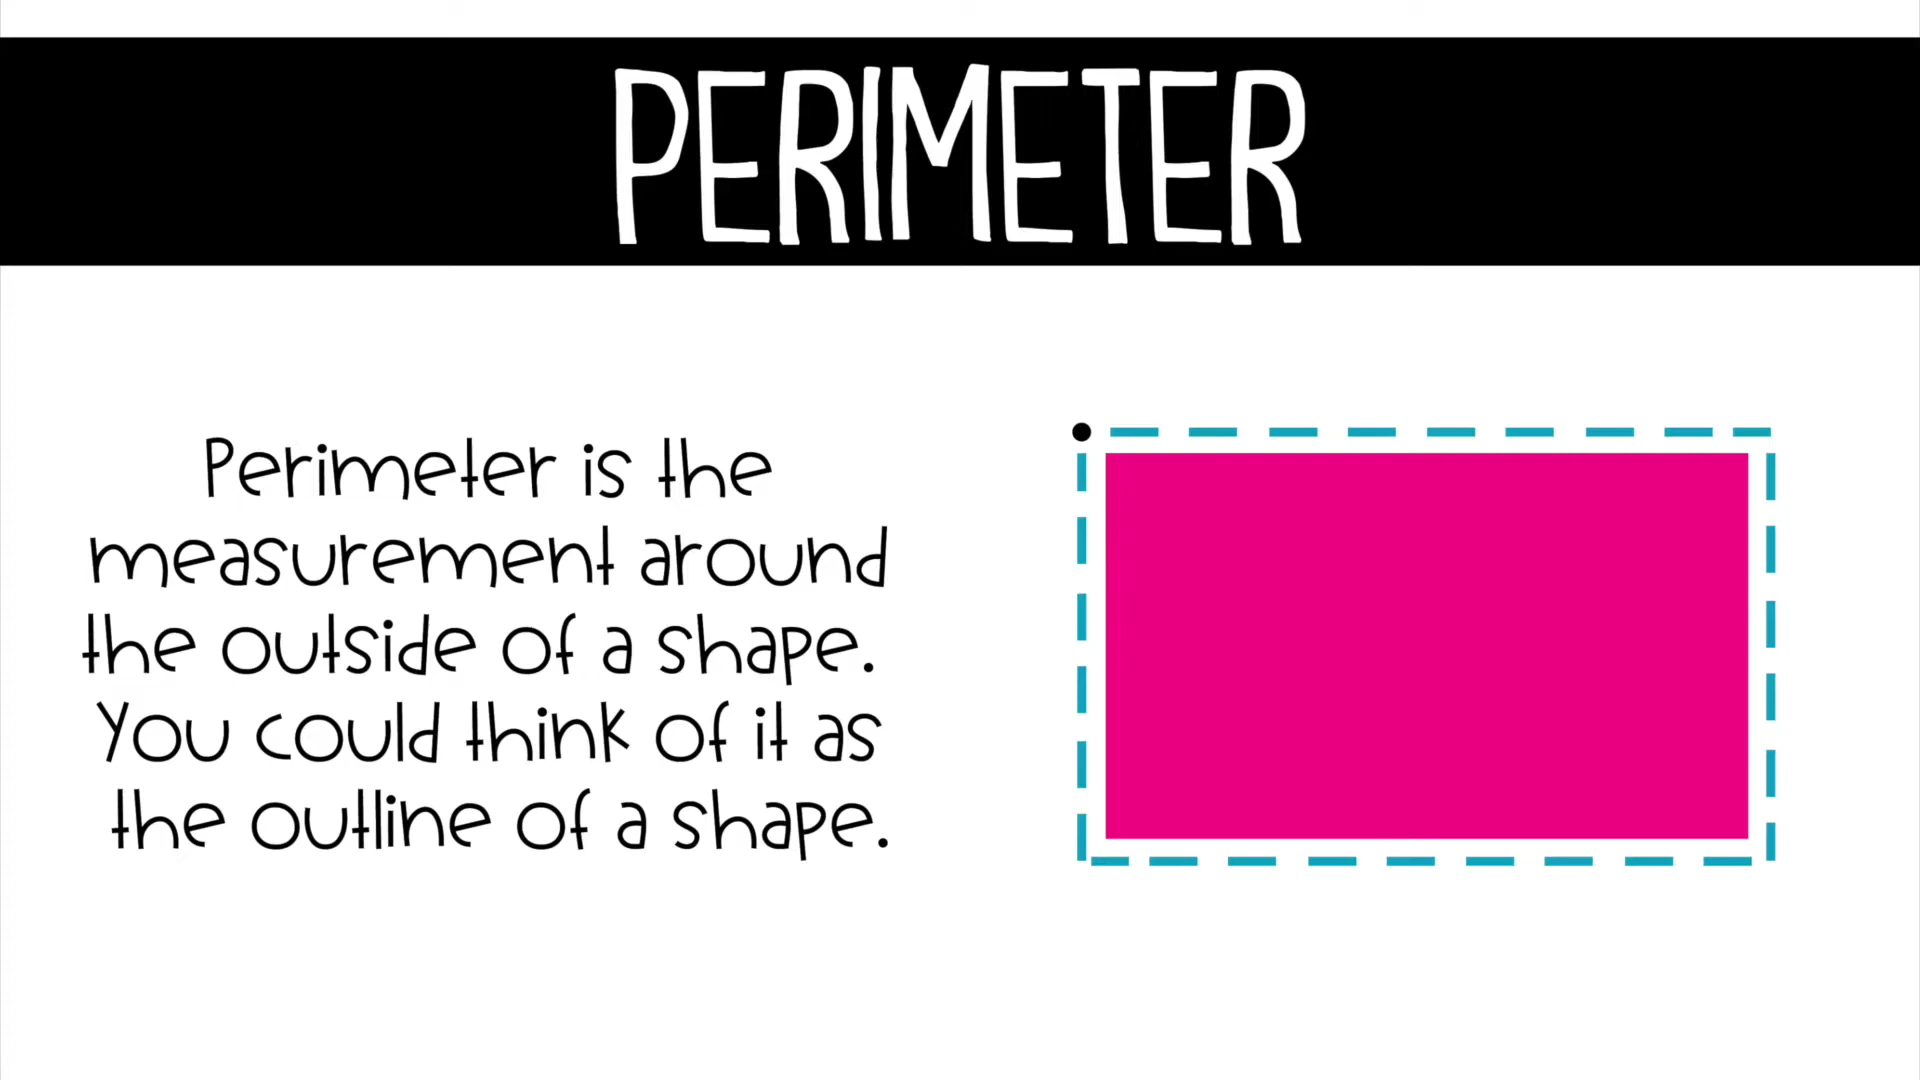 PERIMETER
Perimeter is the
measurement around
the outside of a shape.
You could think of it as
the outline of a shape.